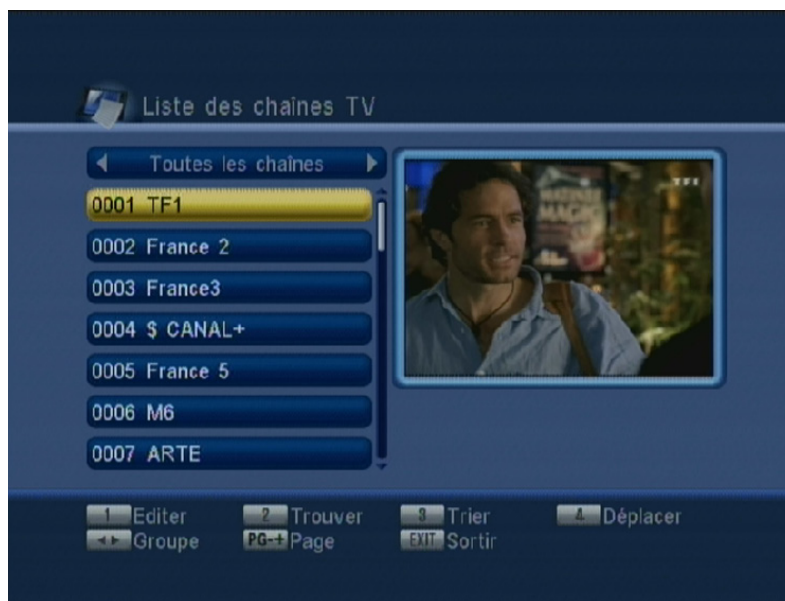 Liste des chaînes TV
Toutes les chaînes
0001 TF1
0002 France 2
0003 France3
0004 $ CANAL+
0005 France 5
0006 M6
0007 ARTE
TF1
1 Editer 2 Trouver 3 Trier 4 Déplacer
◄► Groupe PG-+ Page EXIT Sortir